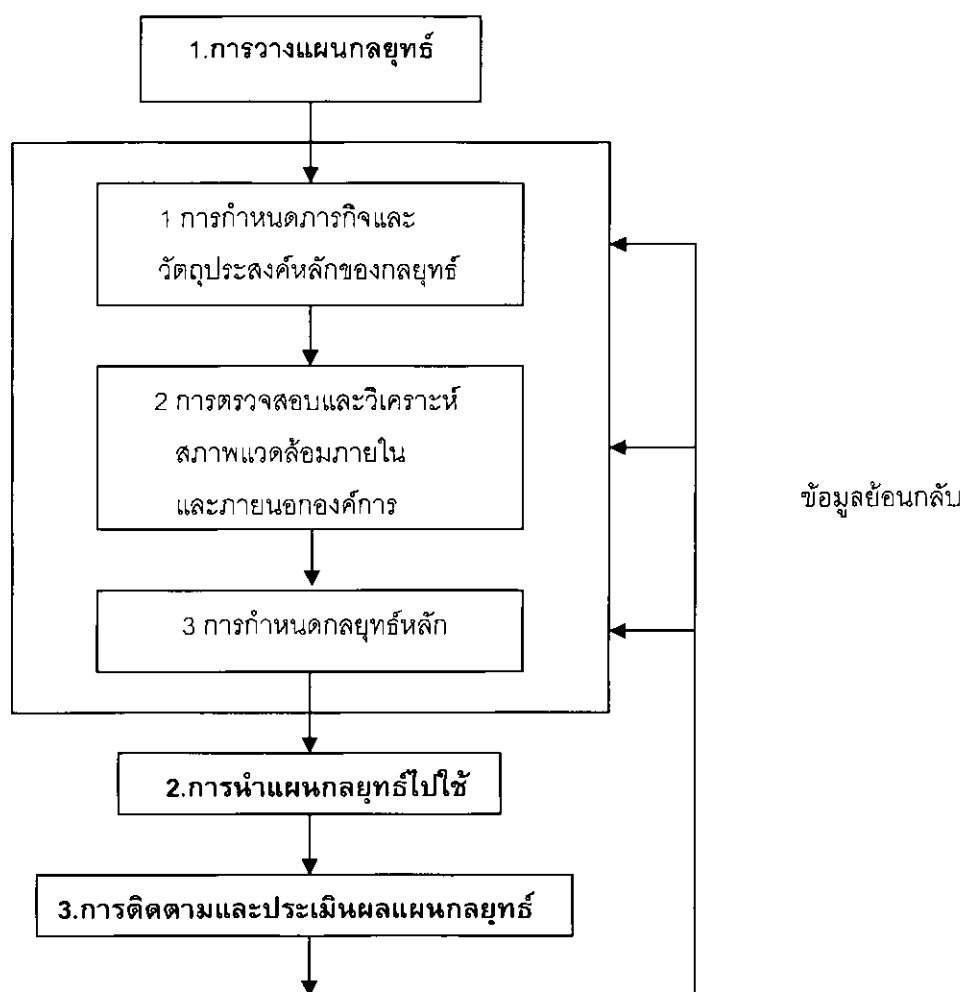 1.การวางแผนกลยุทธ์
1 การกำหนดภารกิจและ
วัตถุประสงค์หลักของกลยุทธ์
2 การตรวจสอบและวิเคราะห์
สภาพแวดล้อมภายใน
และภายนอกองค์การ
ข้อมูลย้อนกลับ
3 การกำหนดกลยุทธ์หลัก
2.การนำแผนกลยุทธ์ไปใช้
3.การติดตามและประเมินผลแผนกลยุทธ์